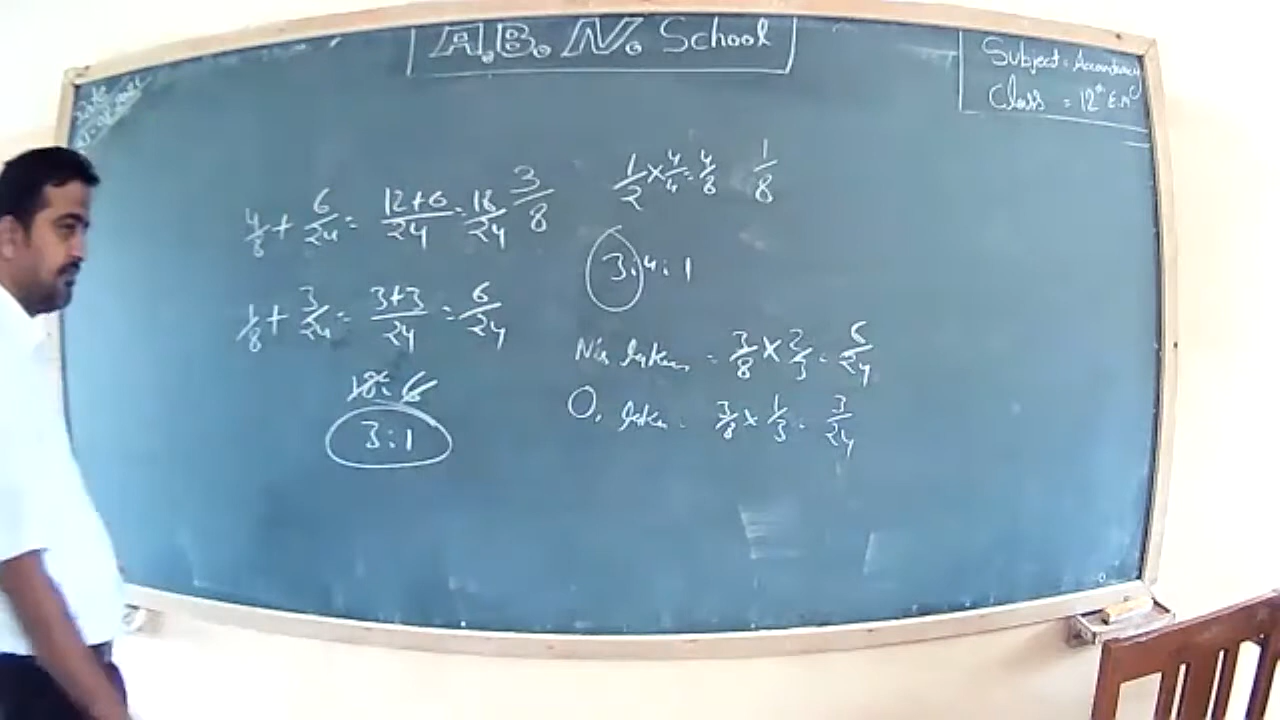 A.B. N. School
Subject = Accountancy
Class = 12th E.M
Date
3/8 1/2 × 4/4 = 4/8 1/8
3 : 4 : 1
= 3/8 × 2/3 = 6/24
O, taken = 3/8 × 1/3 = 3/24
4/8 + 6/24 = 12+6/24 = 18/24
1/8 + 3/24 = 3+3/24 = 6/24
18 : 6
3 : 1